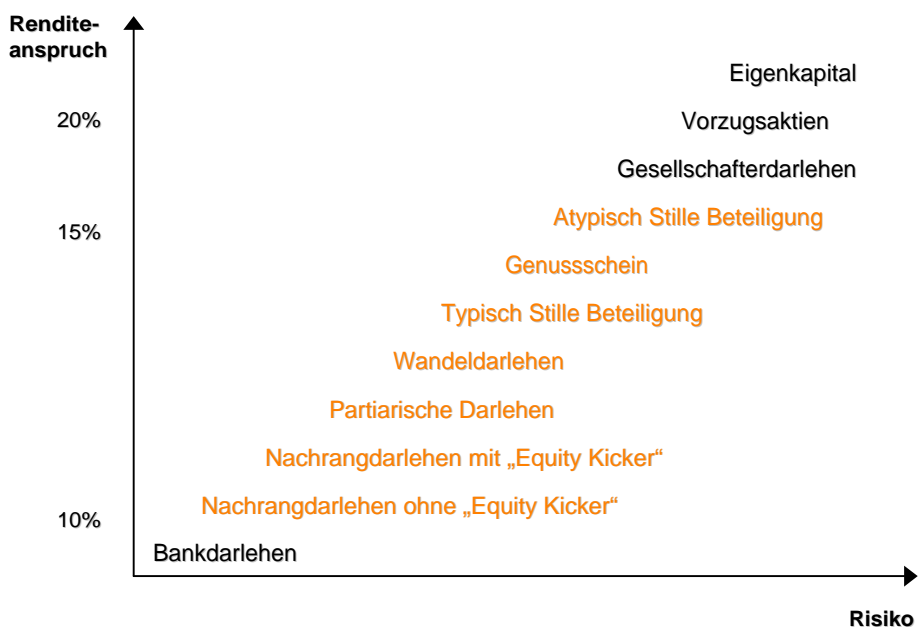 Rendite-
anspruch
Eigenkapital
20%
Vorzugsaktien
Gesellschafterdarlehen
Atypisch Stille Beteiligung
15%
Genussschein
Typisch Stille Beteiligung
Wandeldarlehen
Partiarische Darlehen
Nachrangdarlehen mit „Equity Kicker“
Nachrangdarlehen ohne „Equity Kicker“
10%
Bankdarlehen
Risiko